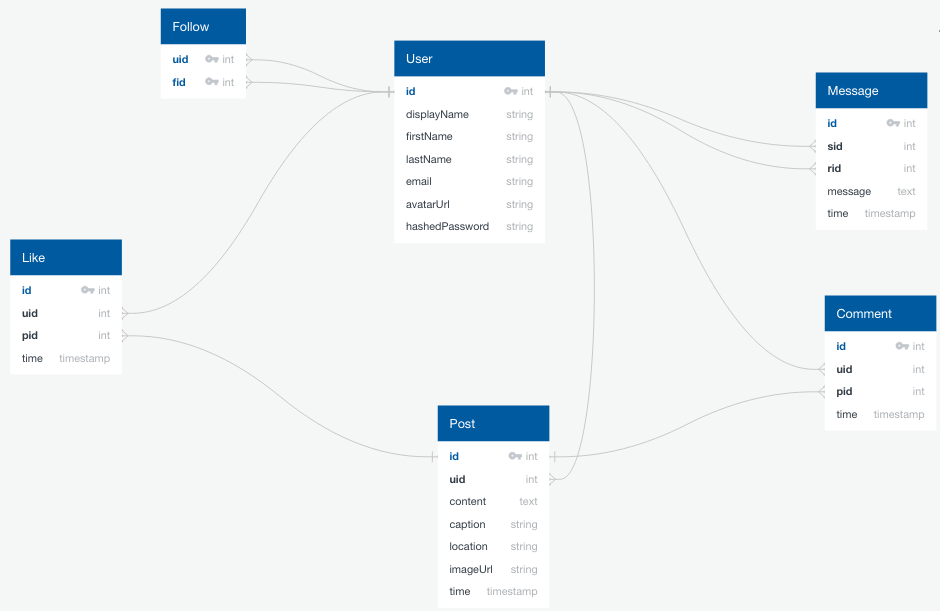 Follow
uid int
fid int
User
id int
displayName string
firstName string
lastName string
email string
avatarUrl string
hashedPassword string
Message
id int
sid int
rid int
message text
time timestamp
Like
id int
uid int
pid int
time timestamp
Comment
id int
uid int
pid int
time timestamp
Post
id int
uid int
content text
caption string
location string
imageUrl string
time timestamp